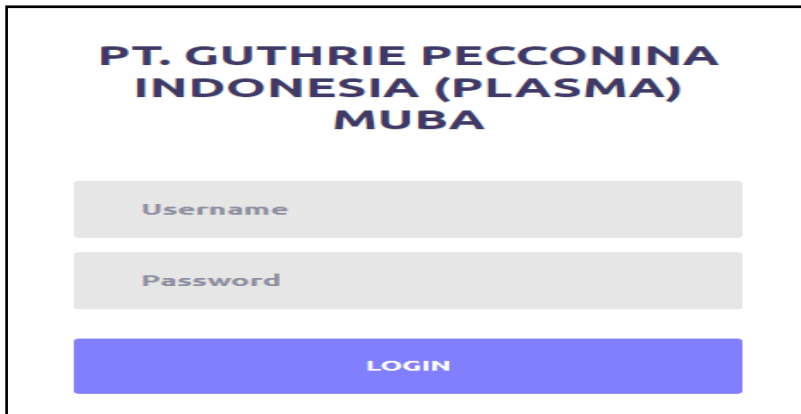 PT. GUTHRIE PECCONINA
INDONESIA (PLASMA)
MUBA
Username
Password
LOGIN